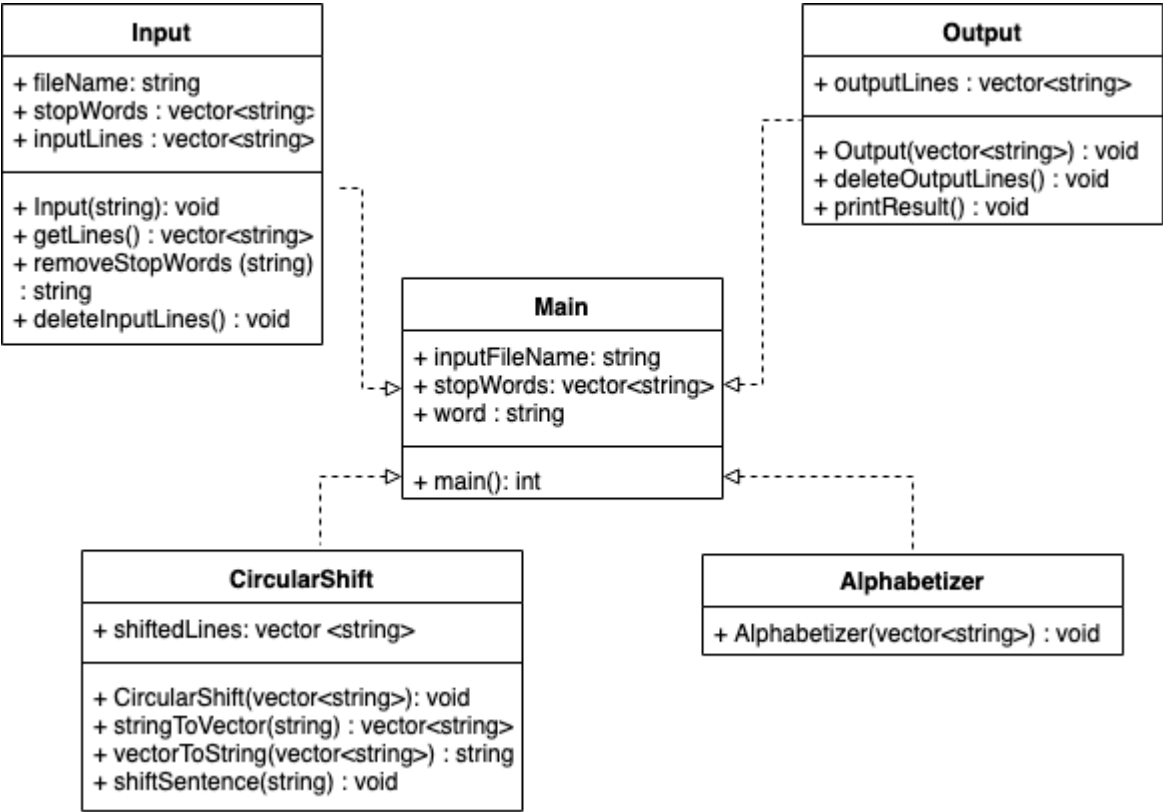 Input
+ fileName: string
+ stopWords : vector<string>
+ inputLines : vector<string>
+ Input(string): void
+ getLines() : vector<string>
+ removeStopWords (string)
: string
+ deleteInputLines() : void
Output
+ outputLines : vector<string>
+ Output(vector<string>) : void
+ deleteOutputLines() : void
+ printResult() : void
Main
+ inputFileName: string
+ stopWords: vector<string>
+ word : string
+ main(): int
CircularShift
+ shiftedLines: vector <string>
+ CircularShift(vector<string>): void
+ stringToVector(string) : vector<string>
+ vectorToString(vector<string>) : string
+ shiftSentence(string) : void
Alphabetizer
+ Alphabetizer(vector<string>) : void